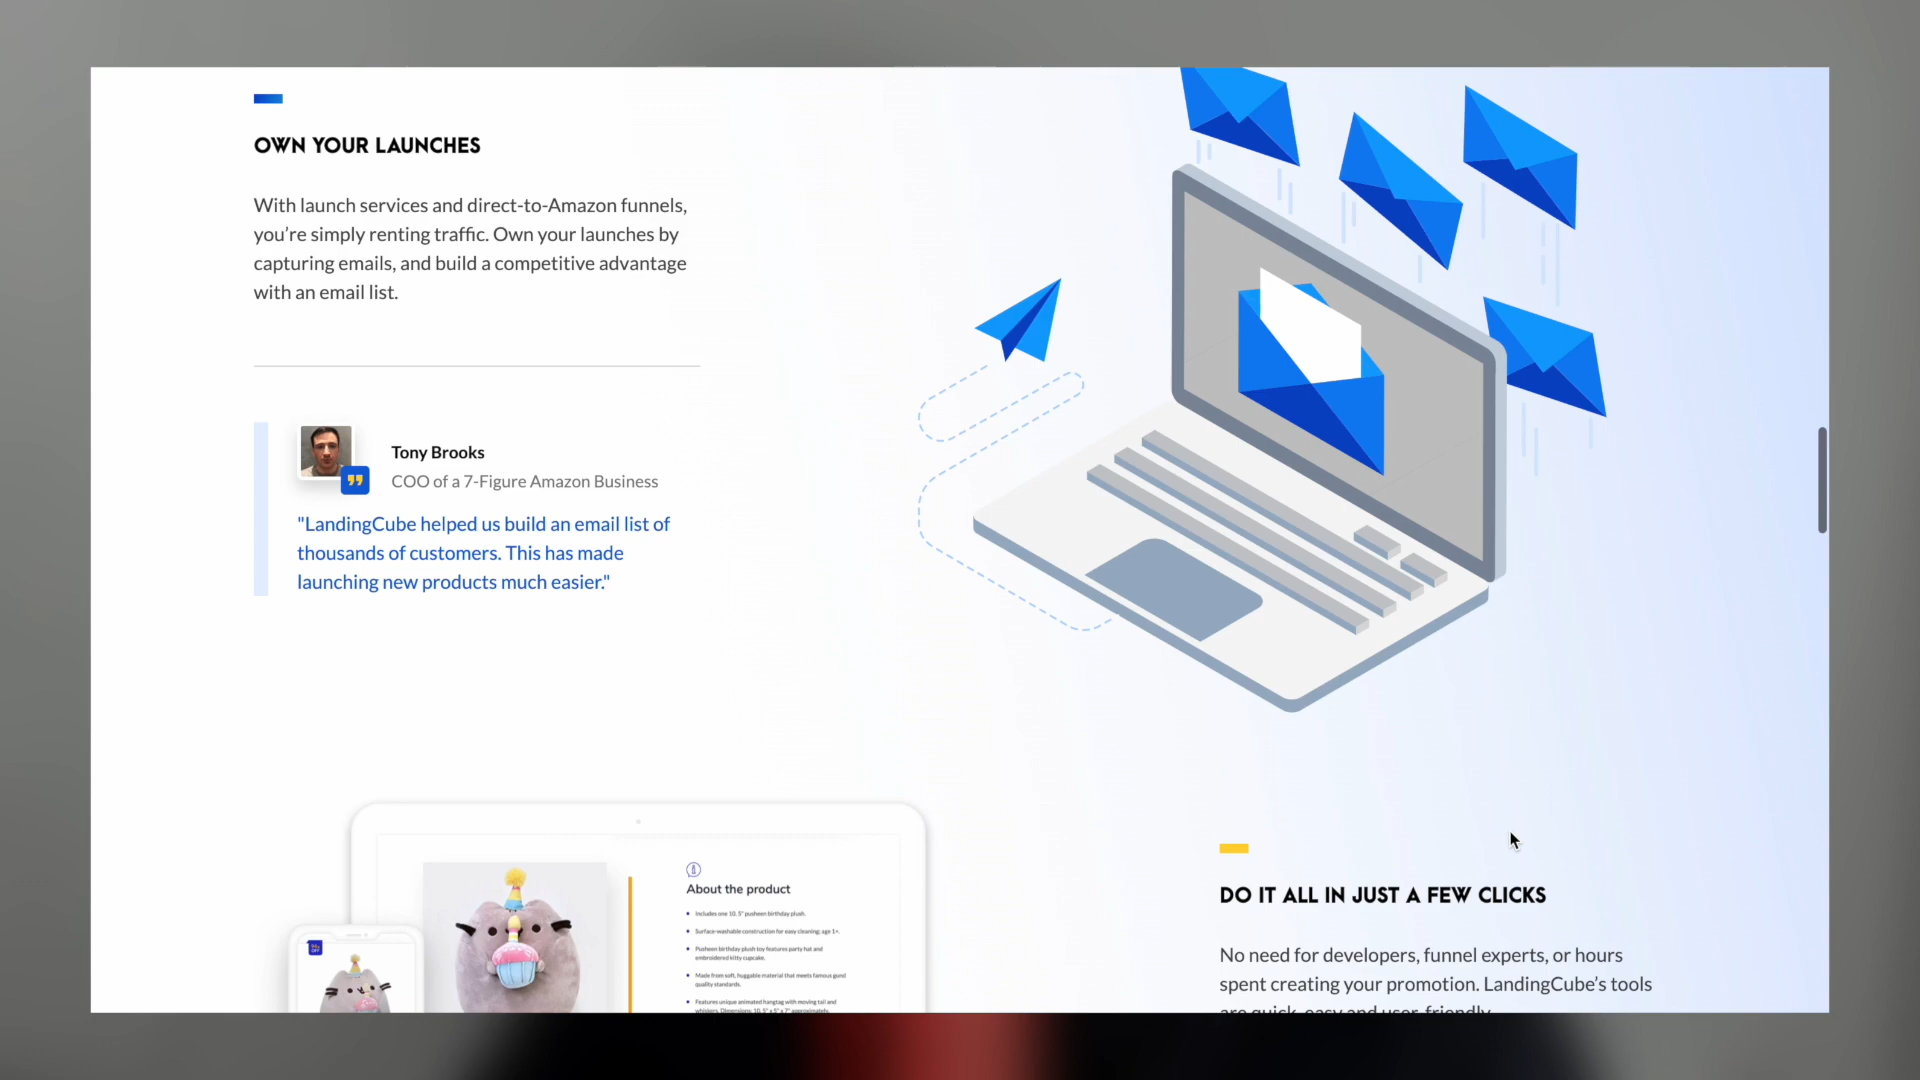 OWN YOUR LAUNCHES
With launch services and direct-to-Amazon funnels,
you’re simply renting traffic. Own your launches by
capturing emails, and build a competitive advantage
with an email list.
Tony Brooks
COO of a 7-Figure Amazon Business
"LandingCube helped us build an email list of
thousands of customers. This has made
launching new products much easier."
About the product
Includes one 10. 5" pusheen birthday plush.
Surface-washable construction for easy cleaning; age 1+.
Pusheen birthday plush toy features party hat and
embroidered kitty cupcake.
Made from soft, huggable material that meets famous gund
quality standards.
Features unique animated hangtag with moving tail and
whiskers. Dimensions: 10. 5" x 5" x 7" approximately.
DO IT ALL IN JUST A FEW CLICKS
No need for developers, funnel experts, or hours
spent creating your promotion. LandingCube’s tools
are quick, easy and user-friendly.